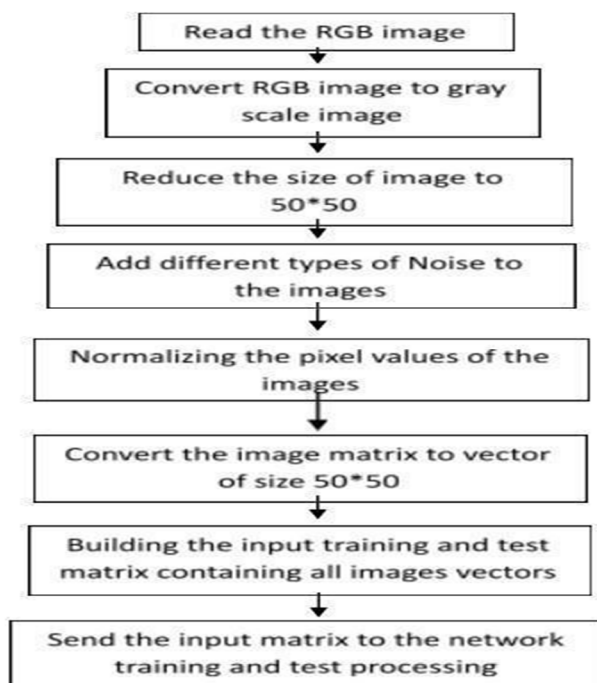 Read the RGB image
Convert RGB image to gray
scale image
Reduce the size of image to
50*50
Add different types of Noise to
the images
Normalizing the pixel values of the
images
Convert the image matrix to vector
of size 50*50
Building the input training and test
matrix containing all images vectors
Send the input matrix to the network
training and test processing